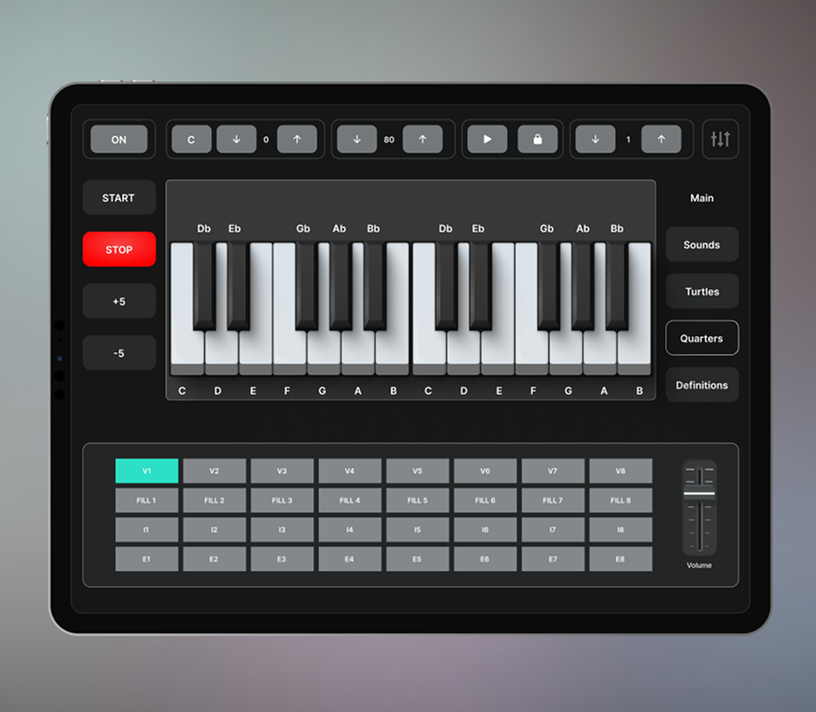 ON C 0 80 1
START
Main
STOP
Sounds
+5
Turtles
-5
Quarters
Definitions
Db Eb Gb Ab Bb Db Eb Gb Ab Bb
C D E F G A B C D E F G A B
V1 V2 V3 V4 V5 V6 V7 V8
FILL 1 FILL 2 FILL 3 FILL 4 FILL 5 FILL 6 FILL 7 FILL 8
I1 I2 I3 I4 I5 I6 I7 I8
E1 E2 E3 E4 E5 E6 E7 E8
Volume